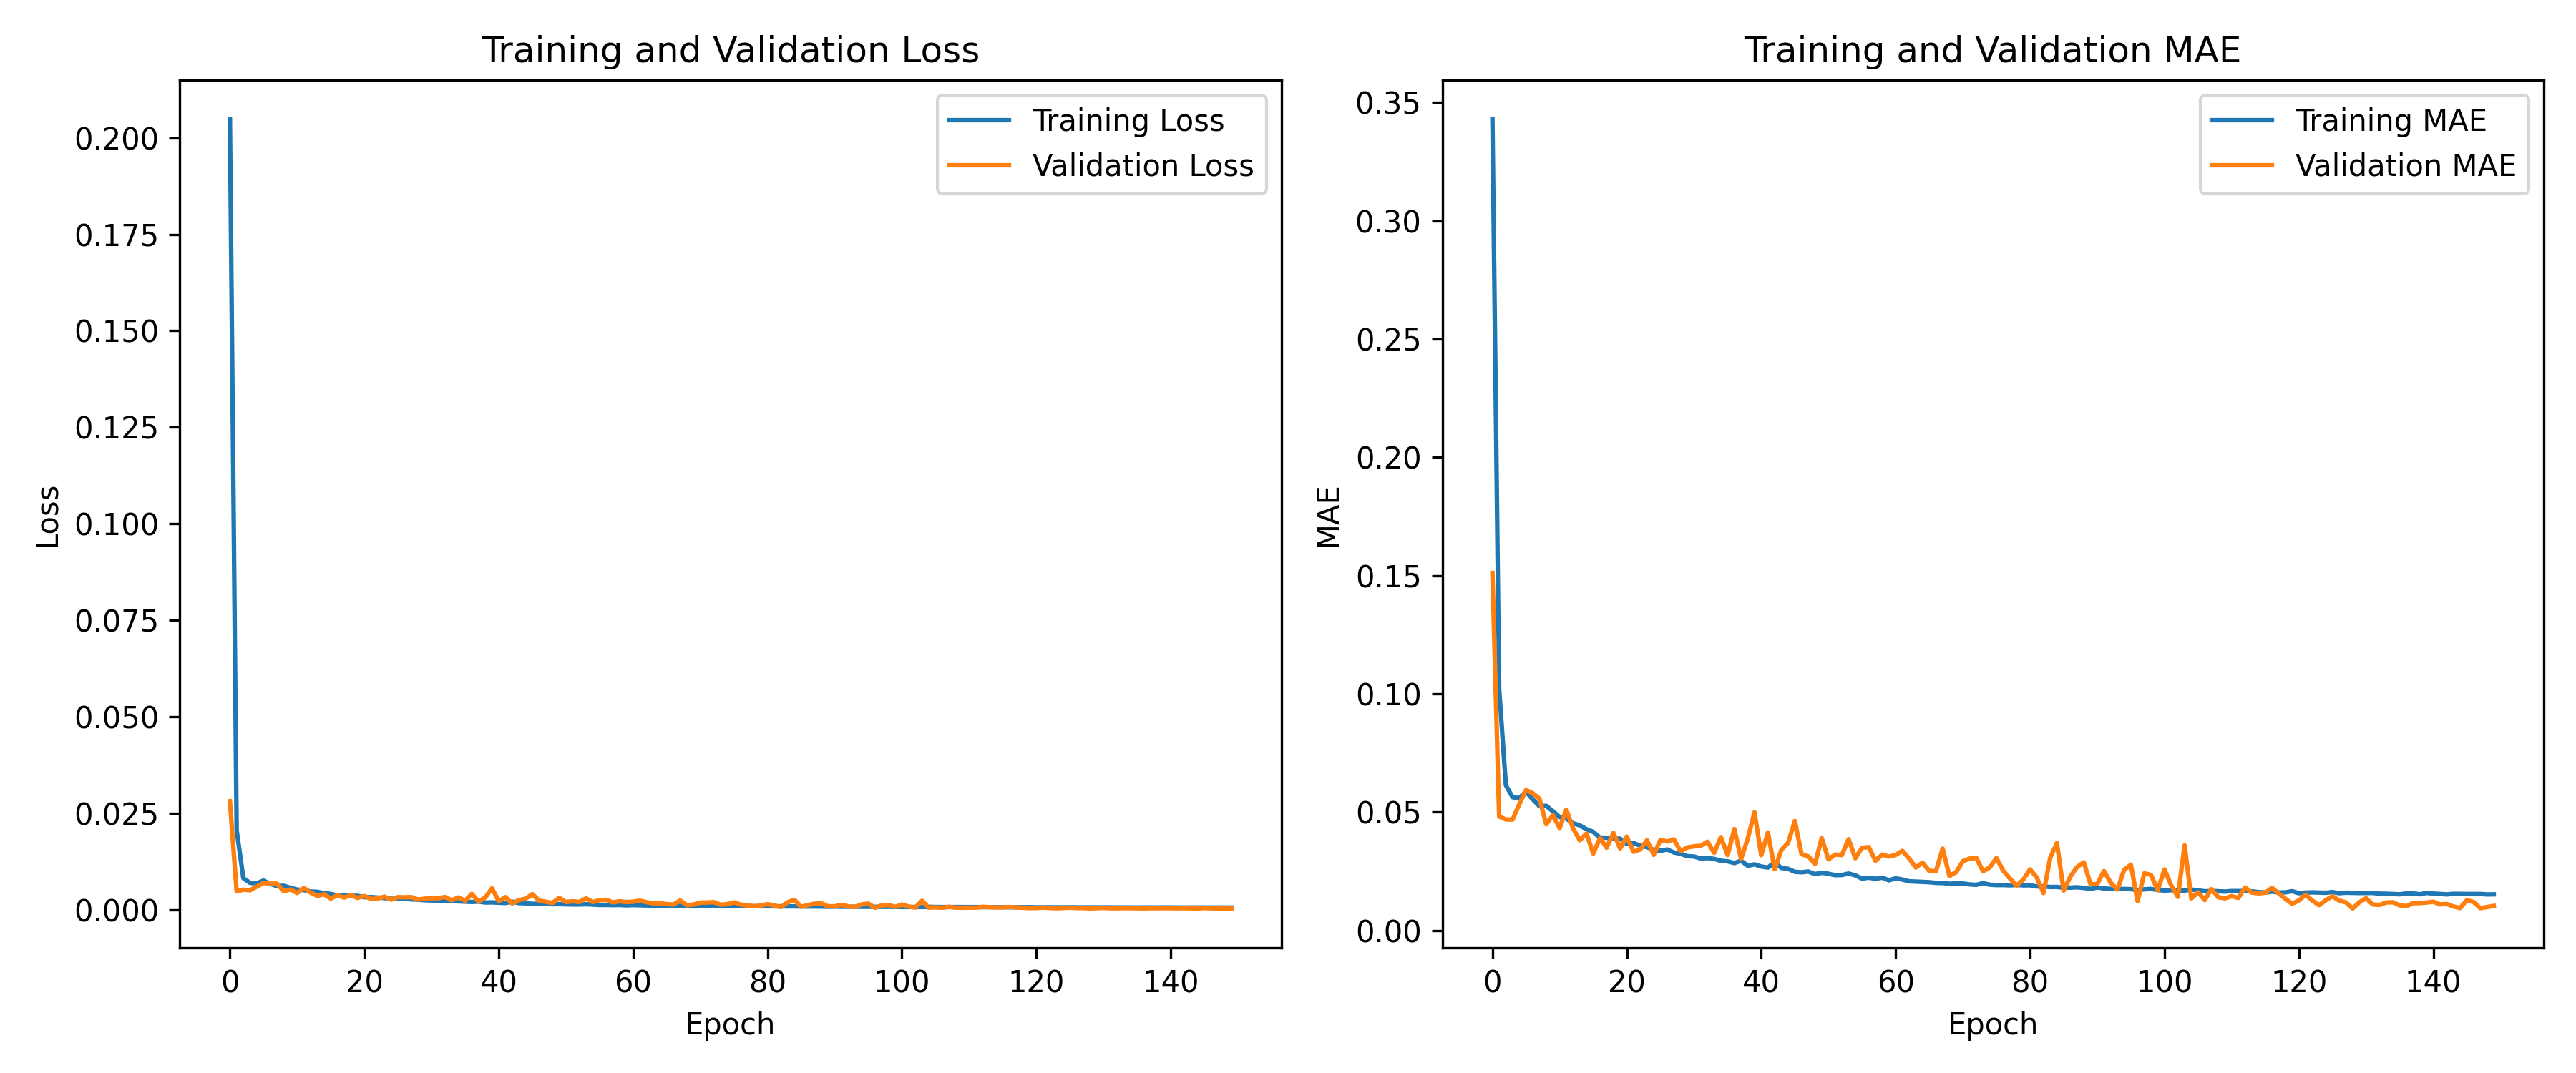 Training and Validation Loss
Training Loss
Validation Loss
0.200
0.175
0.150
0.125
0.100
0.075
0.050
0.025
0.000
Loss
0 20 40 60 80 100 120 140
Epoch
Training and Validation MAE
Training MAE
Validation MAE
0.35
0.30
0.25
0.20
0.15
0.10
0.05
0.00
MAE
0 20 40 60 80 100 120 140
Epoch